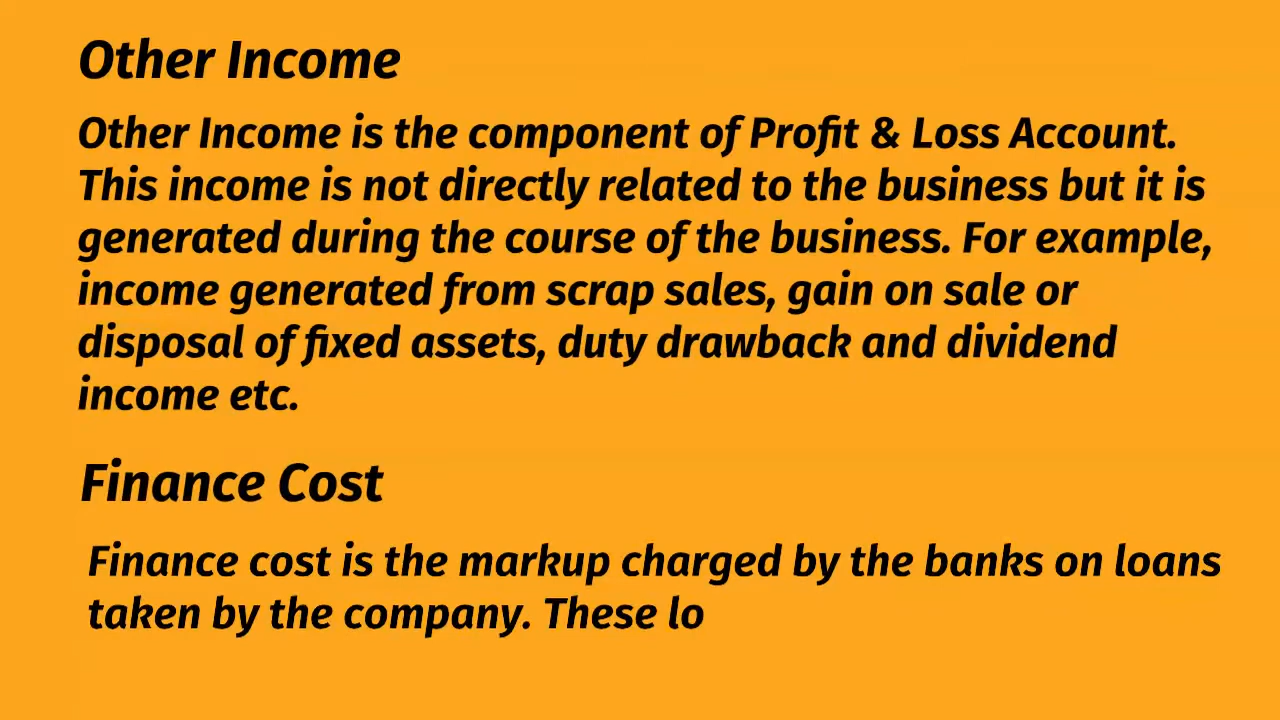 Other Income
Other Income is the component of Profit & Loss Account.
This income is not directly related to the business but it is
generated during the course of the business. For example,
income generated from scrap sales, gain on sale or
disposal of fixed assets, duty drawback and dividend
income etc.
Finance Cost
Finance cost is the markup charged by the banks on loans
taken by the company. These lo